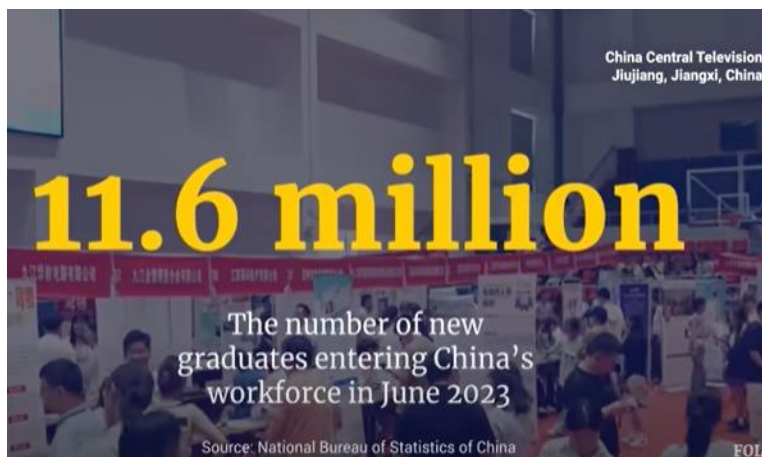 China Central Television
Jiujiang, Jiangxi, China
11.6 million
The number of new
graduates entering China's
workforce in June 2023
Source: National Bureau of Statistics of China
FOL